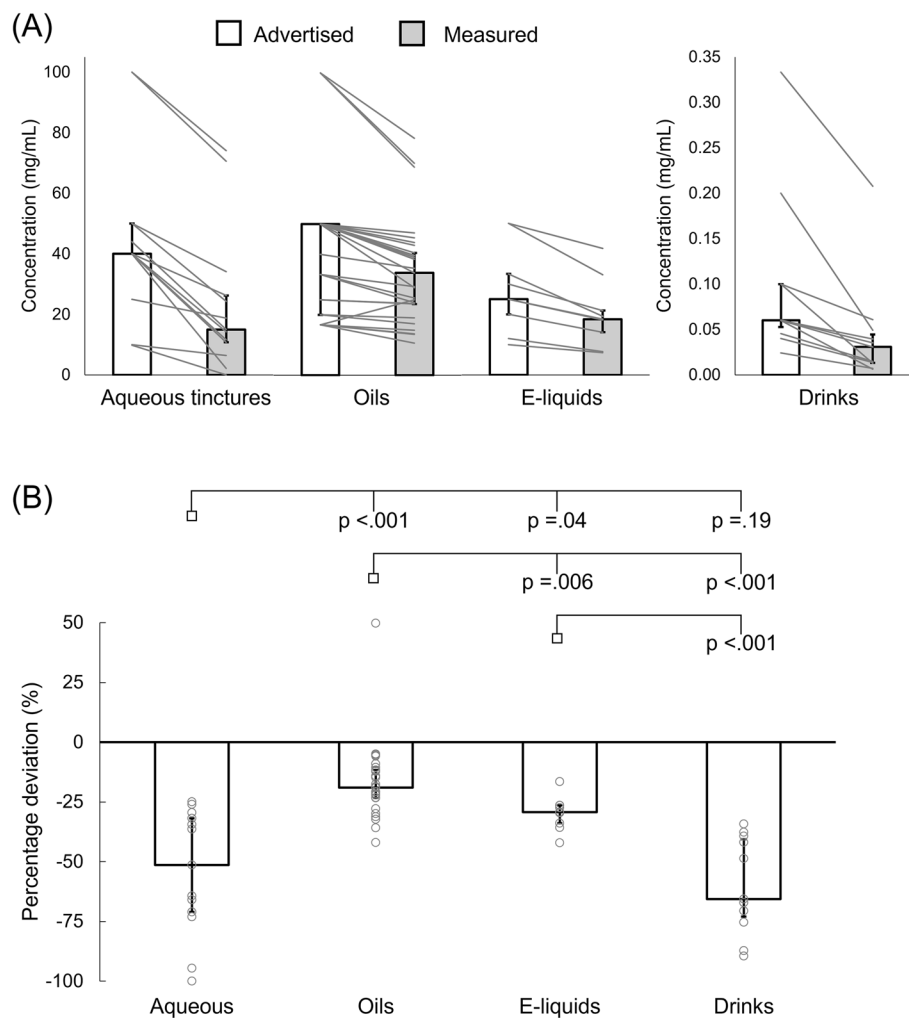 (A)
Advertised Measured
Concentration (mg/mL)
100
80
60
40
20
0
Aqueous tinctures Oils E-liquids
Concentration (mg/mL)
0.35
0.30
0.25
0.20
0.15
0.10
0.05
0.00
Drinks
(B)
p <.001 p =.04 p =.19
p =.006 p <.001
p <.001
Percentage deviation (%)
50
25
0
-25
-50
-75
-100
Aqueous Oils E-liquids Drinks